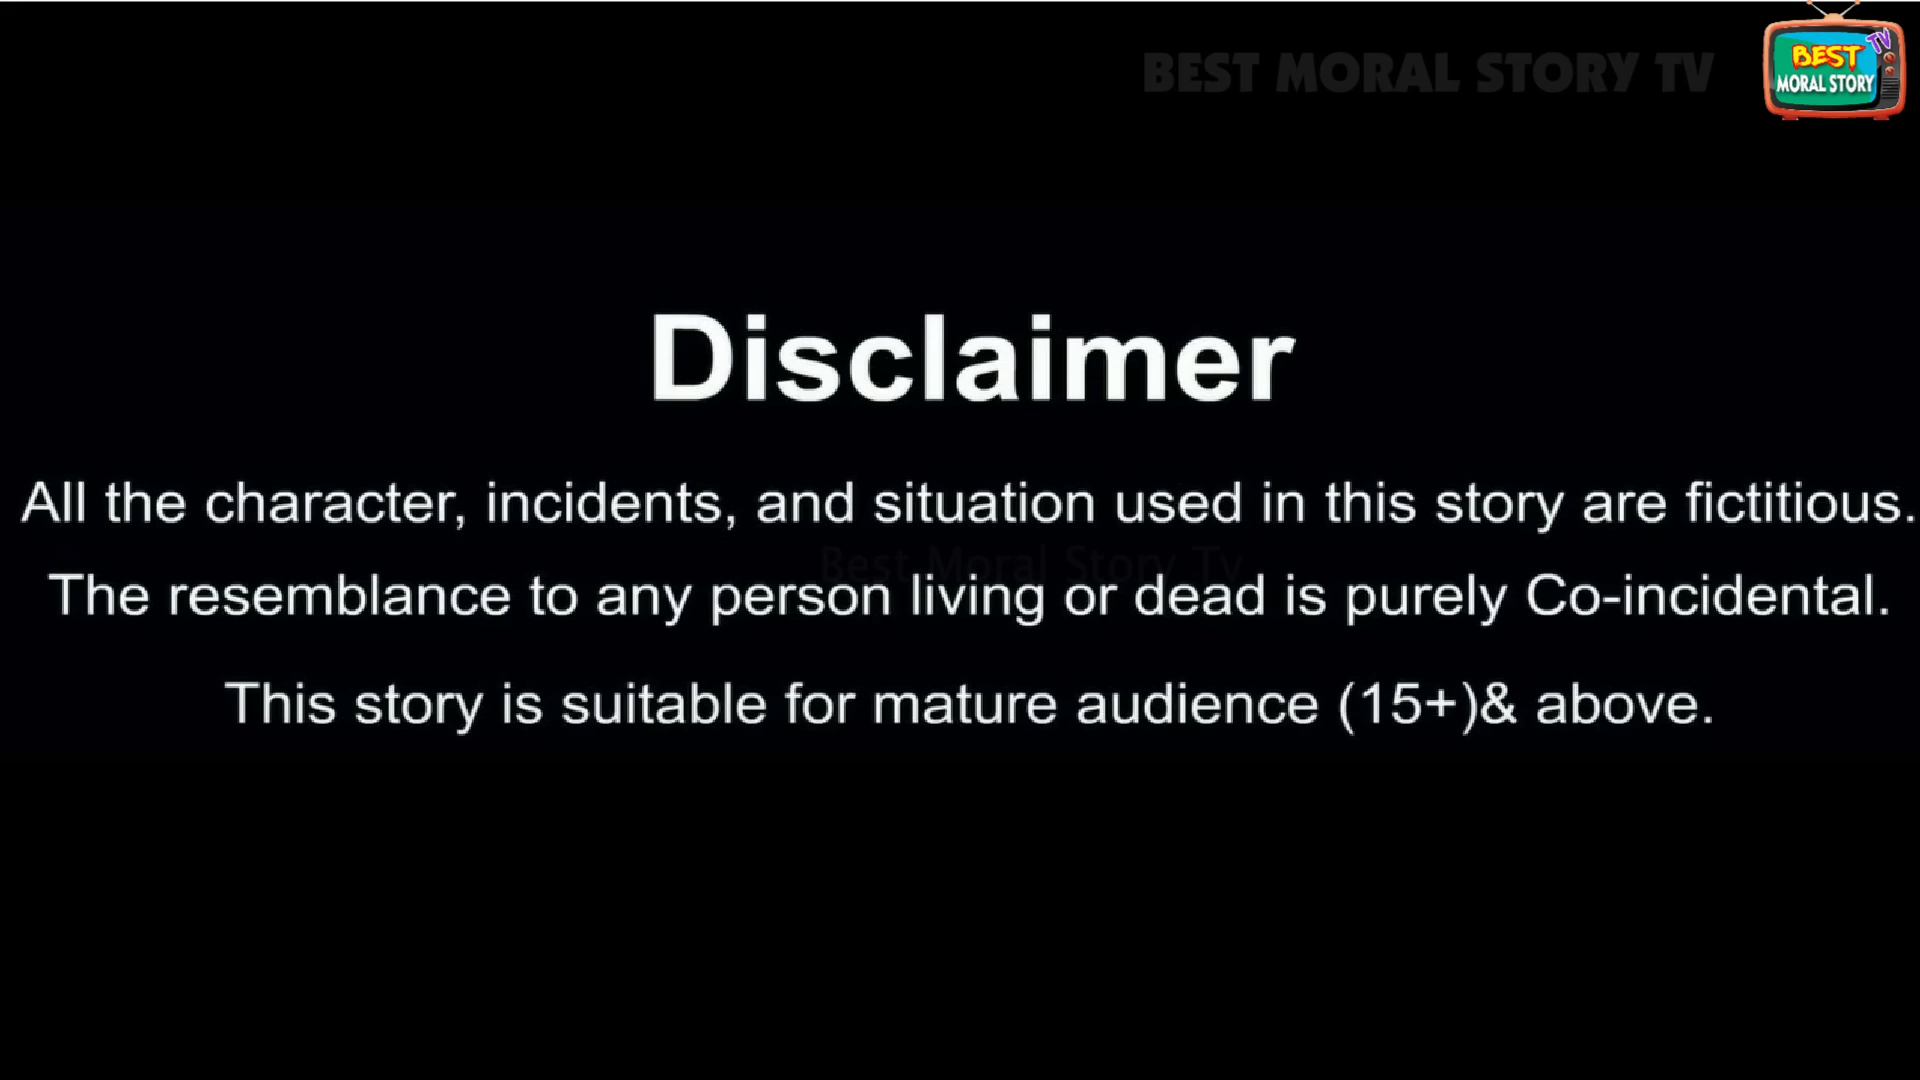 BEST MORAL STORY TV
BEST TV
MORAL STORY
Disclaimer
All the character, incidents, and situation used in this story are fictitious.
Best Moral Story Tv
The resemblance to any person living or dead is purely Co-incidental.
This story is suitable for mature audience (15+)& above.